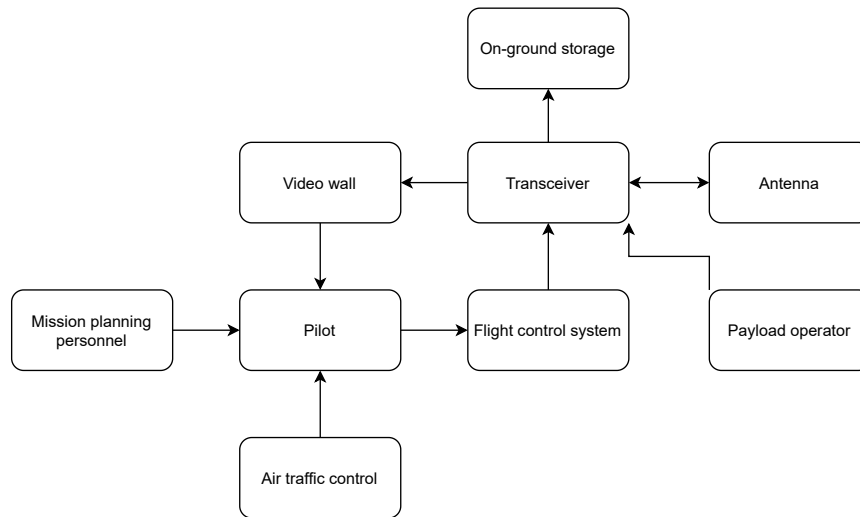 On-ground storage
Video wall
Transceiver
Antenna
Mission planning
personnel
Pilot
Flight control system
Payload operator
Air traffic control